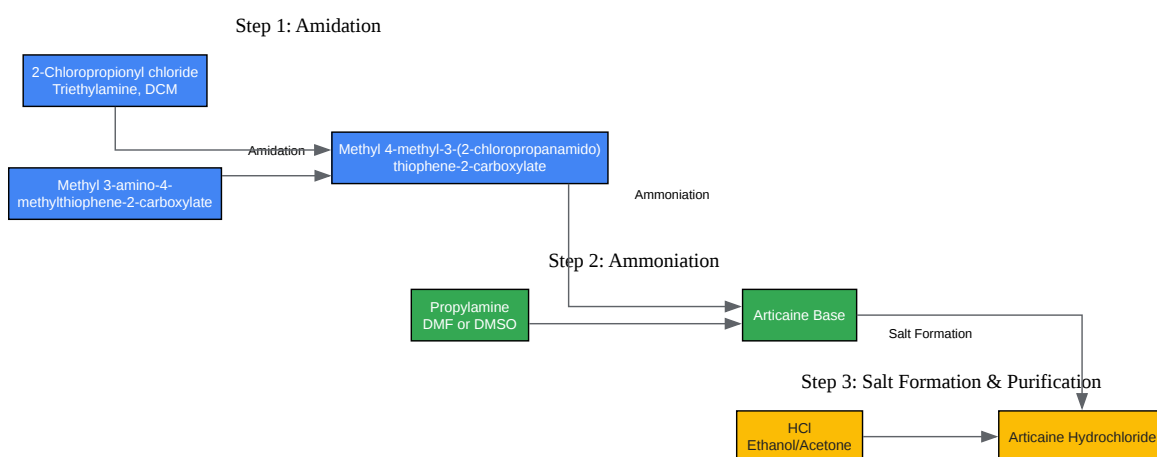 Step 1: Amidation
2-Chloropropionyl chloride
Triethylamine, DCM
Amidation
Methyl 3-amino-4-
methylthiophene-2-carboxylate
Methyl 4-methyl-3-(2-chloropropanamido)
thiophene-2-carboxylate
Ammoniation
Step 2: Ammoniation
Propylamine
DMF or DMSO
Articaine Base
Salt Formation
Step 3: Salt Formation & Purification
HCl
Ethanol/Acetone
Articaine Hydrochloride